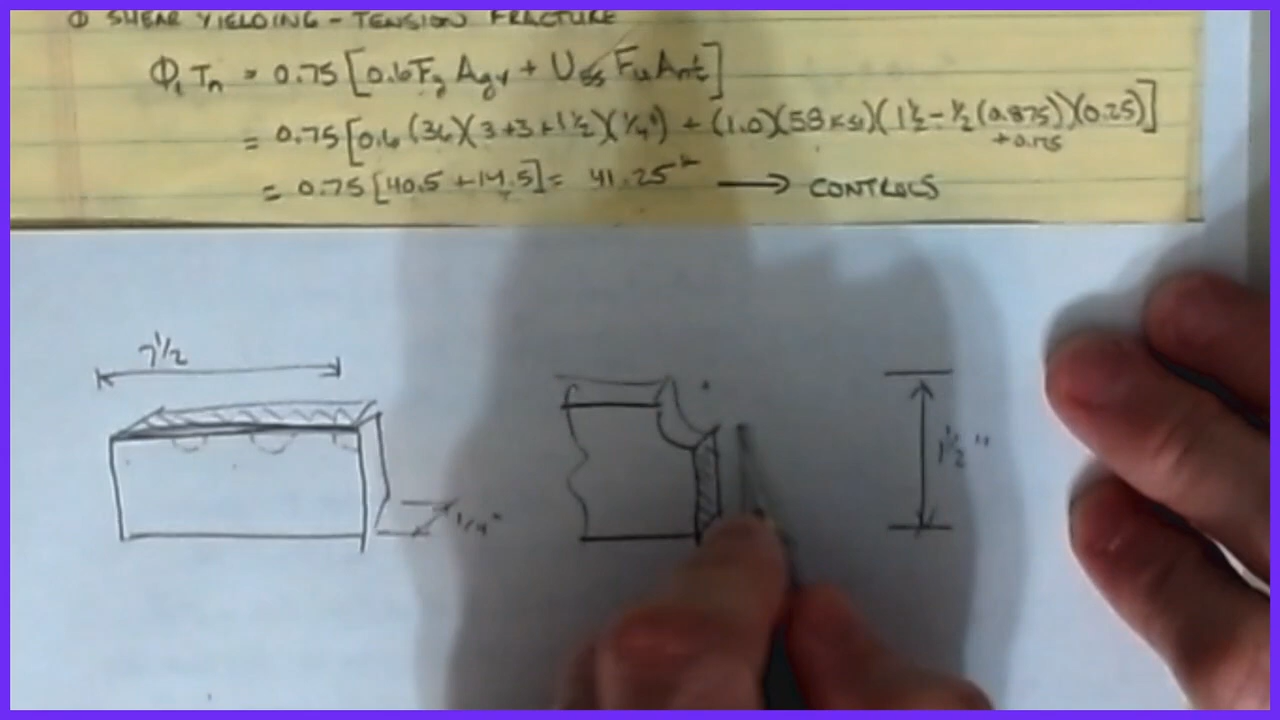 ① SHEAR YIELDING - TENSION FRACTURE
Φt Tn = 0.75 [0.6Fy Agv + Uss Fu Ant]
= 0.75 [0.6 (36)(3+3+1½)(¼") + (1.0)(58 ksi)(1½ - ½(0.875))(0.25)]
+0.125
= 0.75 [40.5 + 14.5] = 41.25ᵏ → CONTROLS
7½
1½"
1/4"